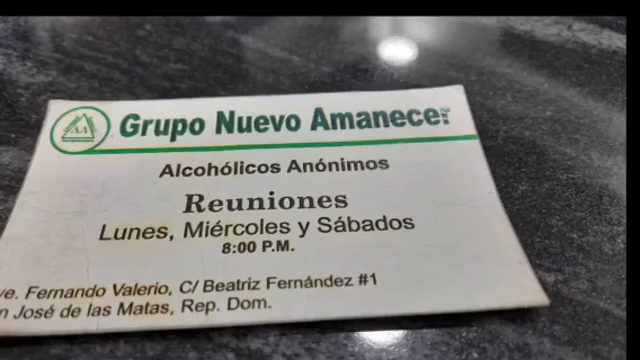 AA
Grupo Nuevo Amanecer
Alcohólicos Anónimos
Reuniones
Lunes, Miércoles y Sábados
8:00 P.M.
ve. Fernando Valerio, C/ Beatriz Fernández #1
n José de las Matas, Rep. Dom.